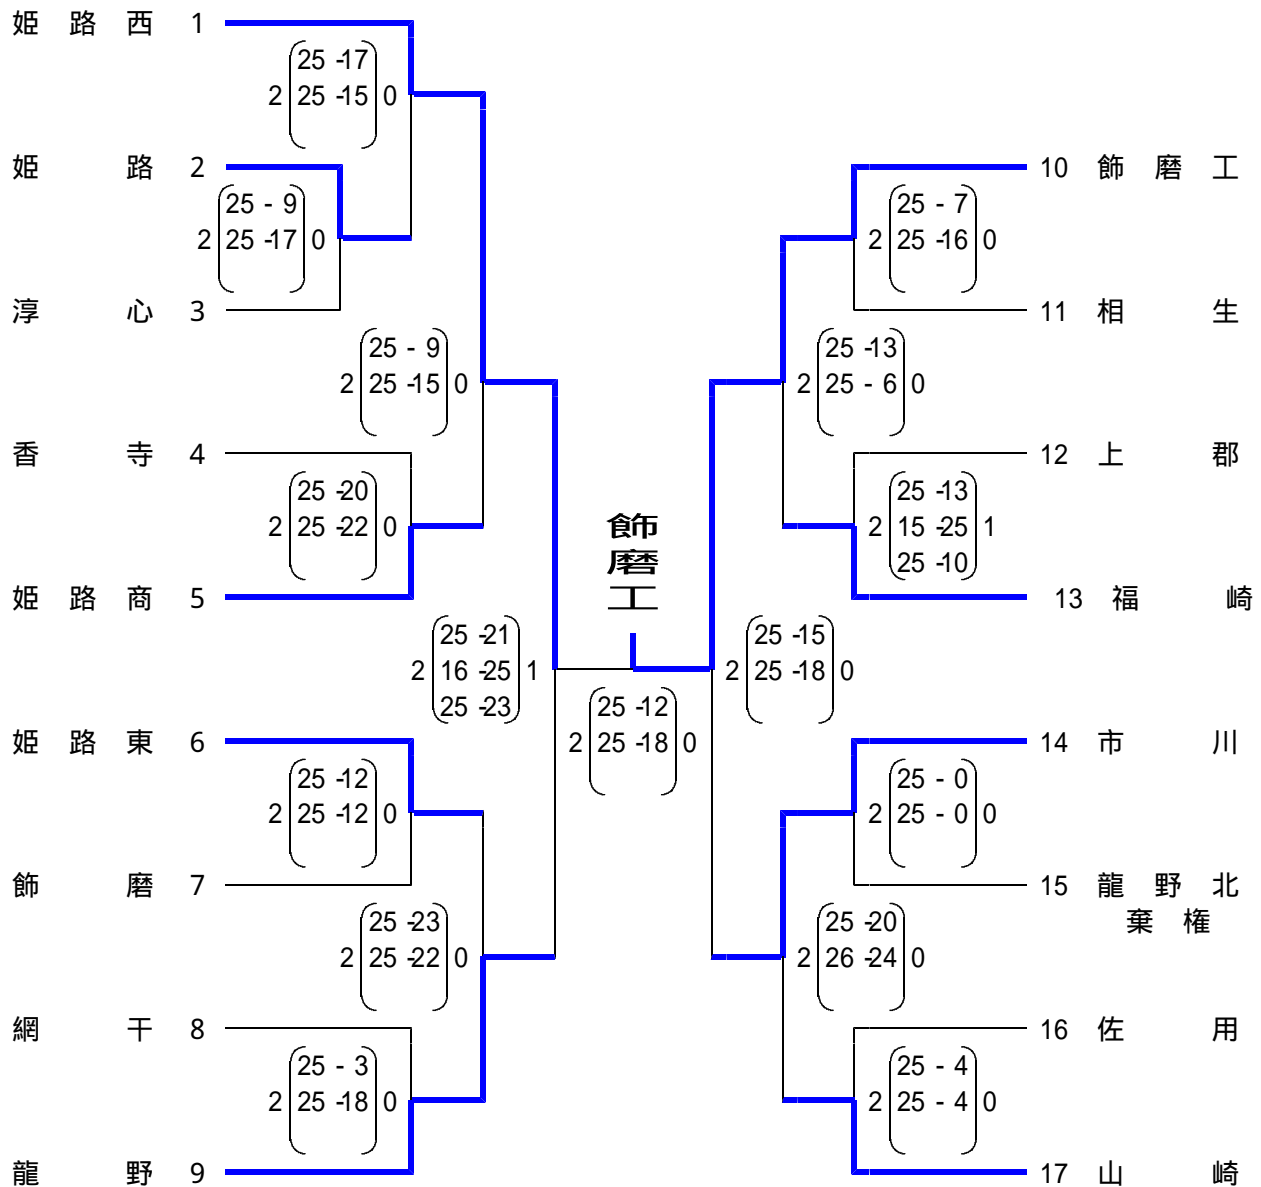 姫路西 1
25 -17
2 25 -15 0
姫路 2
25 - 9
2 25 -17 0
淳心 3
25 - 9
2 25 -15 0
香寺 4
25 -20
2 25 -22 0
姫路商 5
25 -21
2 16 -25 1
25 -23
姫路東 6
25 -12
2 25 -12 0
飾磨 7
25 -23
2 25 -22 0
網干 8
25 - 3
2 25 -18 0
龍野 9
飾磨工
25 -12
2 25 -18 0
10 飾磨工
25 - 7
2 25 -16 0
11 相生
25 -13
2 25 - 6 0
12 上郡
25 -13
2 15 -25 1
25 -10
13 福崎
25 -15
2 25 -18 0
14 市川
25 - 0
2 25 - 0 0
15 龍野北
棄権
25 -20
2 26 -24 0
16 佐用
25 - 4
2 25 - 4 0
17 山崎